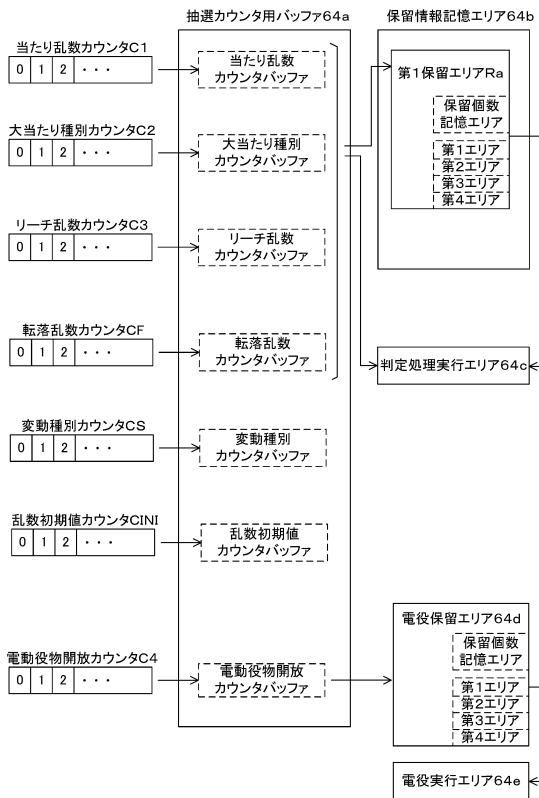 抽選カウンタ用バッファ64a
保留情報記憶エリア64b
当たり乱数カウンタC1
0 1 2 ・・・
当たり乱数
カウンタバッファ
第1保留エリアRa
保留個数
記憶エリア
第1エリア
第2エリア
第3エリア
第4エリア
大当たり種別カウンタC2
0 1 2 ・・・
大当たり種別
カウンタバッファ
リーチ乱数カウンタC3
0 1 2 ・・・
リーチ乱数
カウンタバッファ
転落乱数カウンタCF
0 1 2 ・・・
転落乱数
カウンタバッファ
判定処理実行エリア64c
変動種別カウンタCS
0 1 2 ・・・
変動種別
カウンタバッファ
乱数初期値カウンタCINI
0 1 2 ・・・
乱数初期値
カウンタバッファ
電動役物開放カウンタC4
0 1 2 ・・・
電動役物開放
カウンタバッファ
電役保留エリア64d
保留個数
記憶エリア
第1エリア
第2エリア
第3エリア
第4エリア
電役実行エリア64e